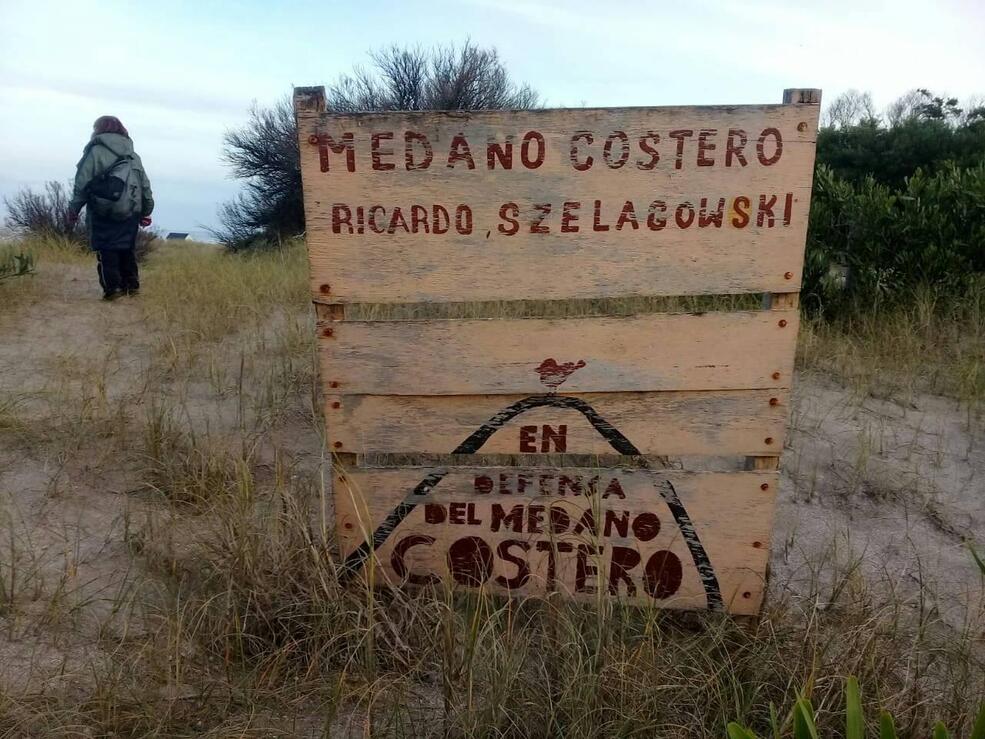 MEDANO COSTERO
RICARDO, SZELAGOWSKI
EN
DEFENSA
DEL MEDANO
COSTERO